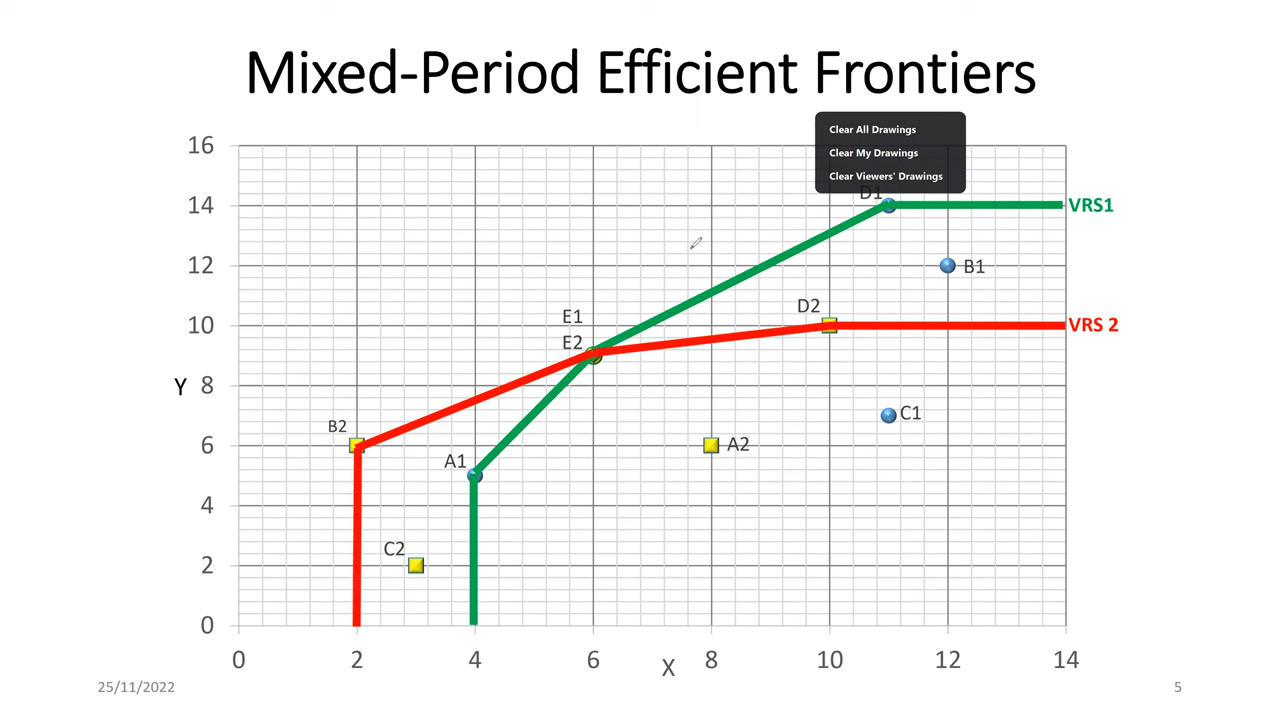 Mixed-Period Efficient Frontiers
Clear All Drawings
Clear My Drawings
Clear Viewers' Drawings
16
14
12
10
8
6
4
2
0
Y
D1
VRS1
B1
D2
VRS 2
E1
E2
B2
C1
A1
A2
C2
0 2 4 6 8 10 12 14
X
25/11/2022
5